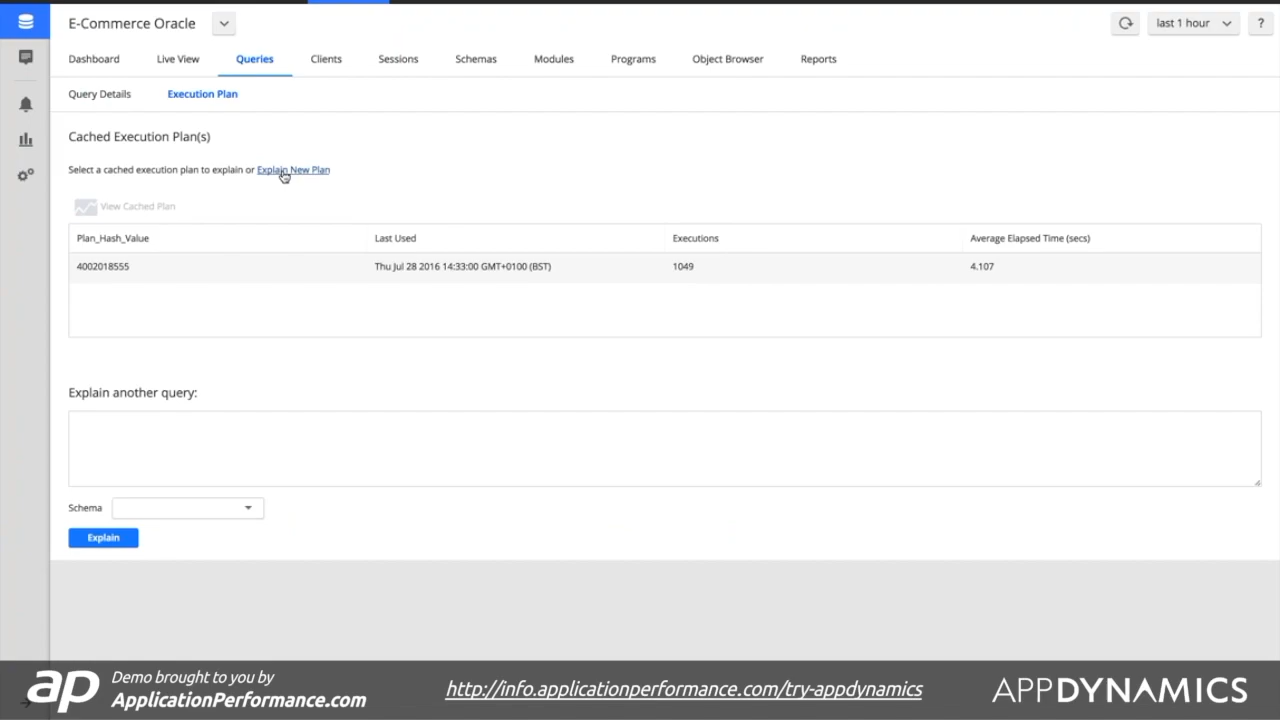 E-Commerce Oracle
last 1 hour
?
Dashboard Live View Queries Clients Sessions Schemas Modules Programs Object Browser Reports
Query Details Execution Plan
Cached Execution Plan(s)
Select a cached execution plan to explain or Explain New Plan
View Cached Plan
Plan_Hash_Value Last Used Executions Average Elapsed Time (secs)
4002018555 Thu Jul 28 2016 14:33:00 GMT+0100 (BST) 1049 4.107
Explain another query:
Schema
Explain
ap Demo brought to you by
ApplicationPerformance.com
http://info.applicationperformance.com/try-appdynamics
APPDYNAMICS